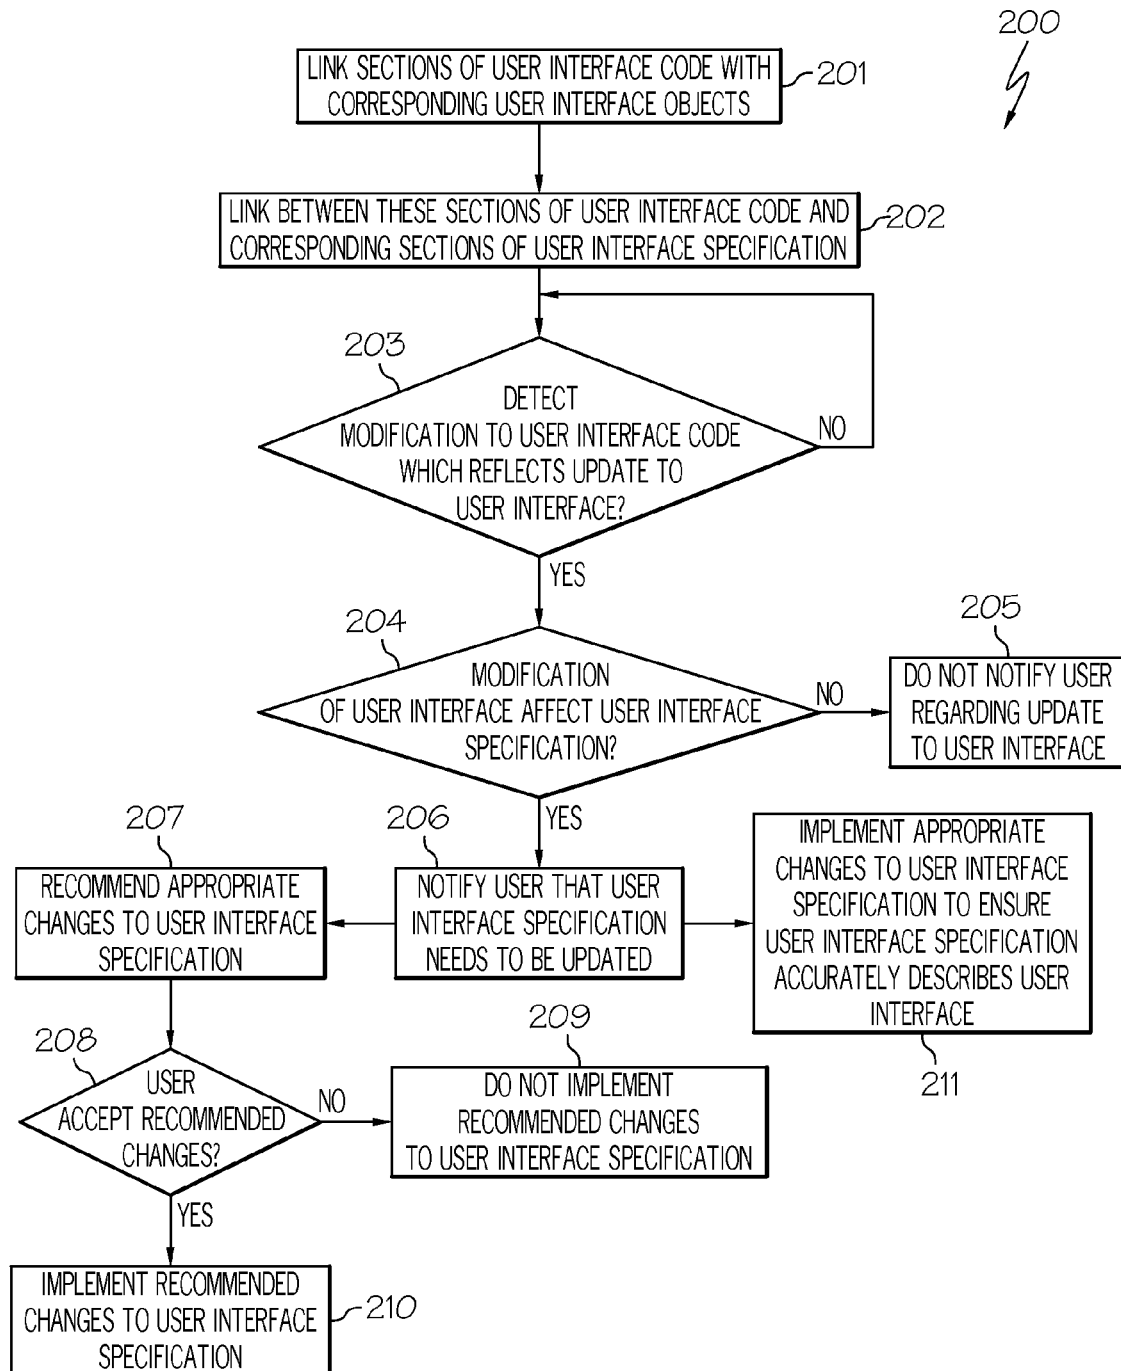 200
LINK SECTIONS OF USER INTERFACE CODE WITH
CORRESPONDING USER INTERFACE OBJECTS
201
LINK BETWEEN THESE SECTIONS OF USER INTERFACE CODE AND
CORRESPONDING SECTIONS OF USER INTERFACE SPECIFICATION
202
203
DETECT
MODIFICATION TO USER INTERFACE CODE
WHICH REFLECTS UPDATE TO
USER INTERFACE?
NO
YES
204
MODIFICATION
OF USER INTERFACE AFFECT USER INTERFACE
SPECIFICATION?
NO
205
DO NOT NOTIFY USER
REGARDING UPDATE
TO USER INTERFACE
YES
206
NOTIFY USER THAT USER
INTERFACE SPECIFICATION
NEEDS TO BE UPDATED
207
RECOMMEND APPROPRIATE
CHANGES TO USER INTERFACE
SPECIFICATION
IMPLEMENT APPROPRIATE
CHANGES TO USER INTERFACE
SPECIFICATION TO ENSURE
USER INTERFACE SPECIFICATION
ACCURATELY DESCRIBES USER
INTERFACE
211
208
USER
ACCEPT RECOMMENDED
CHANGES?
NO
209
DO NOT IMPLEMENT
RECOMMENDED CHANGES
TO USER INTERFACE SPECIFICATION
YES
IMPLEMENT RECOMMENDED
CHANGES TO USER INTERFACE
SPECIFICATION
210